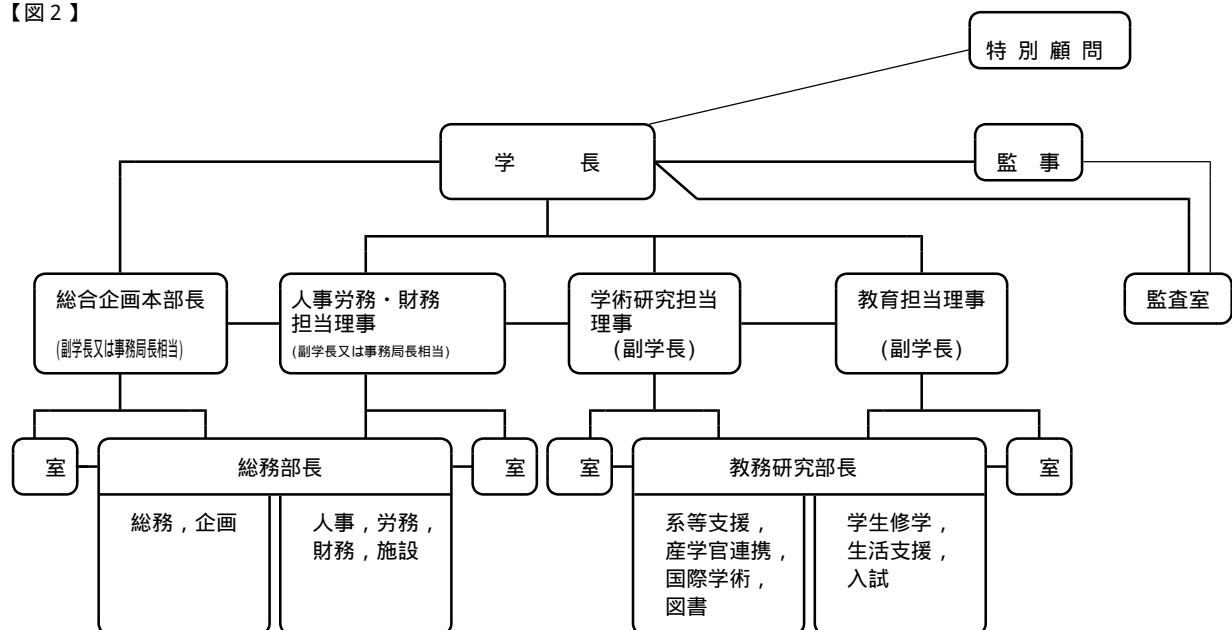 【図２】
特 別 顧 問
学　　　長
監　事
総合企画本部長
(副学長又は事務局長相当)
人事労務・財務
担当理事
(副学長又は事務局長相当)
学術研究担当
理事
(副学長)
教育担当理事
(副学長)
監査室
室
総務部長
室
室
教務研究部長
室
総務，企画
人事，労務，
財務，施設
系等支援，
産学官連携，
国際学術，
図書
学生修学，
生活支援，
入試